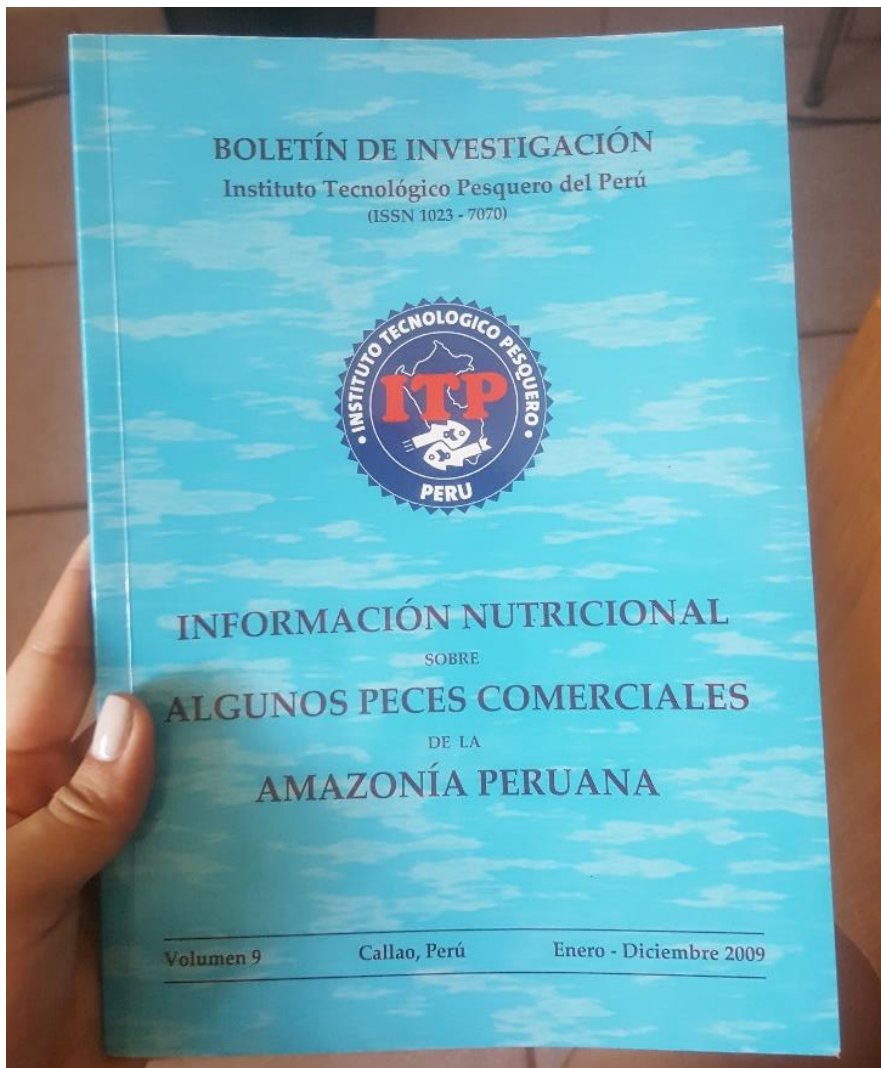 BOLETÍN DE INVESTIGACIÓN
Instituto Tecnológico Pesquero del Perú
(ISSN 1023 - 7070)
• INSTITUTO TECNOLOGICO PESQUERO •
ITP
PERU
INFORMACIÓN NUTRICIONAL
SOBRE
ALGUNOS PECES COMERCIALES
DE LA
AMAZONÍA PERUANA
Volumen 9 Callao, Perú Enero - Diciembre 2009